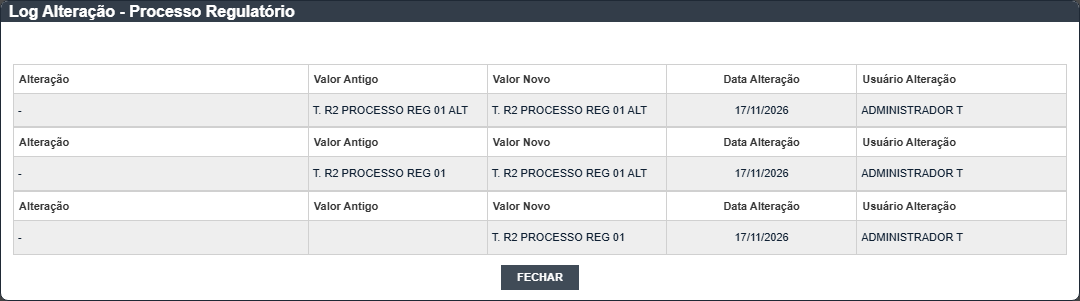 Log Alteração - Processo Regulatório
Alteração Valor Antigo Valor Novo Data Alteração Usuário Alteração
- T. R2 PROCESSO REG 01 ALT T. R2 PROCESSO REG 01 ALT 17/11/2026 ADMINISTRADOR T
Alteração Valor Antigo Valor Novo Data Alteração Usuário Alteração
- T. R2 PROCESSO REG 01 T. R2 PROCESSO REG 01 ALT 17/11/2026 ADMINISTRADOR T
Alteração Valor Antigo Valor Novo Data Alteração Usuário Alteração
- T. R2 PROCESSO REG 01 17/11/2026 ADMINISTRADOR T
FECHAR